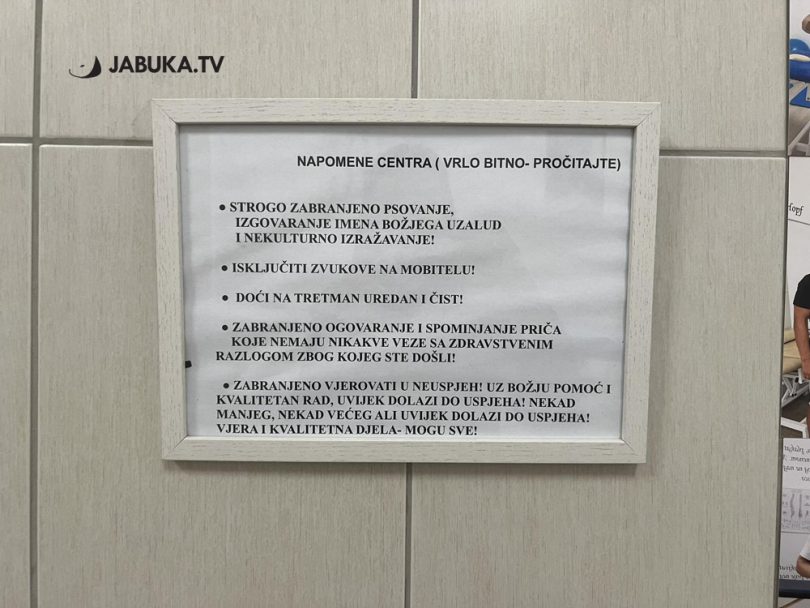 JABUKA.TV
NAPOMENE CENTRA ( VRLO BITNO- PROČITAJTE)
● STROGO ZABRANJENO PSOVANJE,
IZGOVARANJE IMENA BOŽJEGA UZALUD
I NEKULTURNO IZRAŽAVANJE!
● ISKLJUČITI ZVUKOVE NA MOBITELU!
● DOĆI NA TRETMAN UREDAN I ČIST!
● ZABRANJENO OGOVARANJE I SPOMINJANJE PRIČA
KOJE NEMAJU NIKAKVE VEZE SA ZDRAVSTVENIM
RAZLOGOM ZBOG KOJEG STE DOŠLI!
● ZABRANJENO VJEROVATI U NEUSPJEH! UZ BOŽJU POMOĆ I
KVALITETAN RAD, UVIJEK DOLAZI DO USPJEHA! NEKAD
MANJEG, NEKAD VEĆEG ALI UVIJEK DOLAZI DO USPJEHA!
VJERA I KVALITETNA DJELA- MOGU SVE!